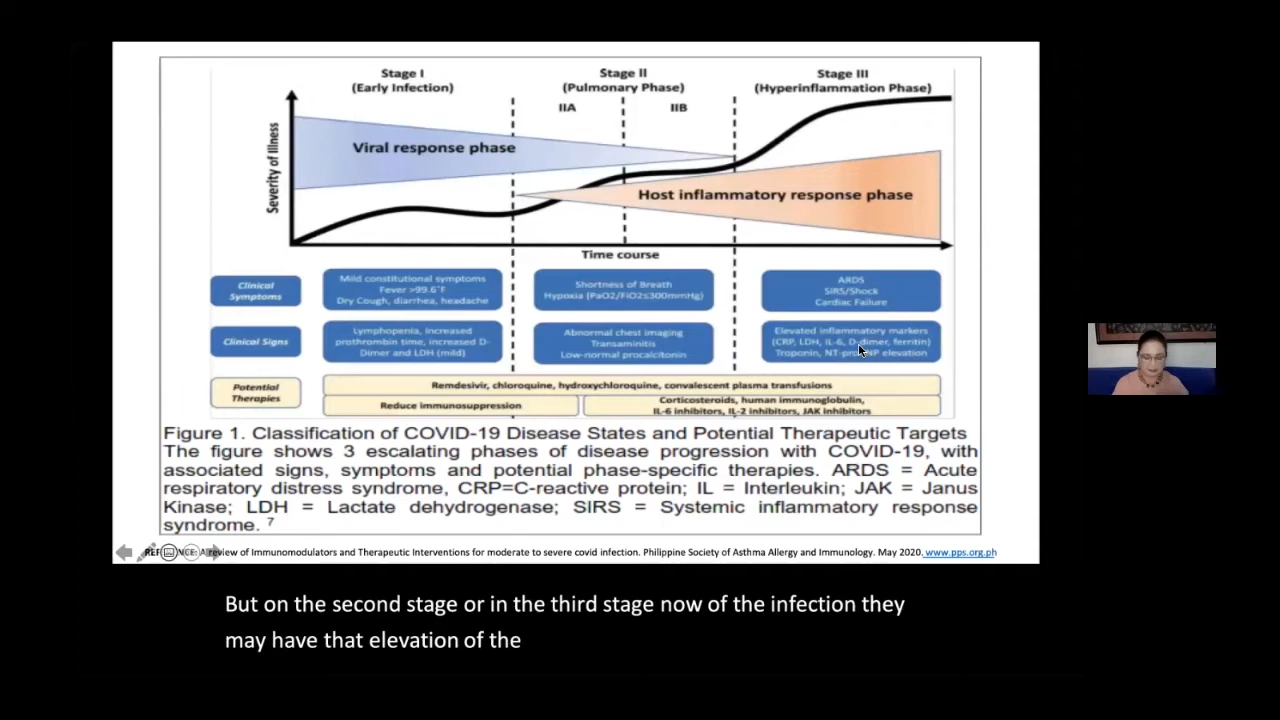 Stage I
(Early Infection)
Stage II
(Pulmonary Phase)
Stage III
(Hyperinflammation Phase)
IIA
IIB
Severity of Illness
Viral response phase
Host inflammatory response phase
Time course
Clinical
Symptoms
Mild constitutional symptoms
Fever >99.6°F
Dry Cough, diarrhea, headache
Shortness of Breath
Hypoxia (PaO2/FiO2≤300mmHg)
ARDS
SIRS/Shock
Cardiac Failure
Clinical Signs
Lymphopenia, increased
prothrombin time, increased D-
Dimer and LDH (mild)
Abnormal chest imaging
Transaminitis
Low-normal procalcitonin
Elevated inflammatory markers
(CRP, LDH, IL-6, D-dimer, ferritin)
Troponin, NT-proBNP elevation
Potential
Therapies
Remdesivir, chloroquine, hydroxychloroquine, convalescent plasma transfusions
Reduce immunosuppression
Corticosteroids, human immunoglobulin,
IL-6 inhibitors, IL-2 inhibitors, JAK inhibitors
Figure 1. Classification of COVID-19 Disease States and Potential Therapeutic Targets
The figure shows 3 escalating phases of disease progression with COVID-19, with
associated signs, symptoms and potential phase-specific therapies. ARDS = Acute
respiratory distress syndrome, CRP=C-reactive protein; IL = Interleukin; JAK = Janus
Kinase; LDH = Lactate dehydrogenase; SIRS = Systemic inflammatory response
syndrome. 7
REFERENCE: A review of Immunomodulators and Therapeutic Interventions for moderate to severe covid infection. Philippine Society of Asthma Allergy and Immunology. May 2020. www.pps.org.ph
But on the second stage or in the third stage now of the infection they
may have that elevation of the